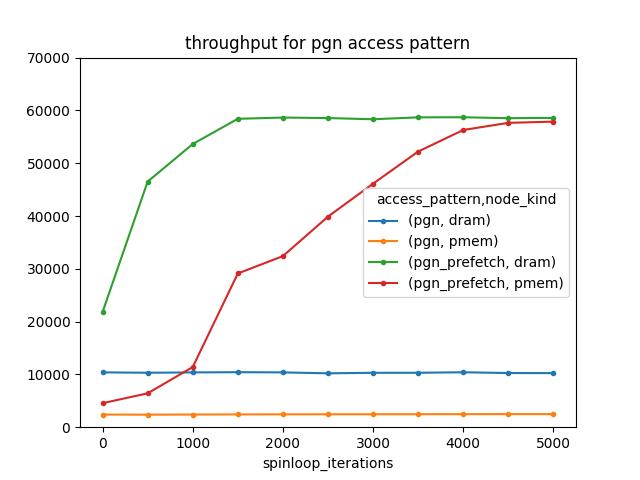 throughput for pgn access pattern
70000
60000
50000
40000
30000
20000
10000
0
access_pattern,node_kind
(pgn, dram)
(pgn, pmem)
(pgn_prefetch, dram)
(pgn_prefetch, pmem)
0 1000 2000 3000 4000 5000
spinloop_iterations